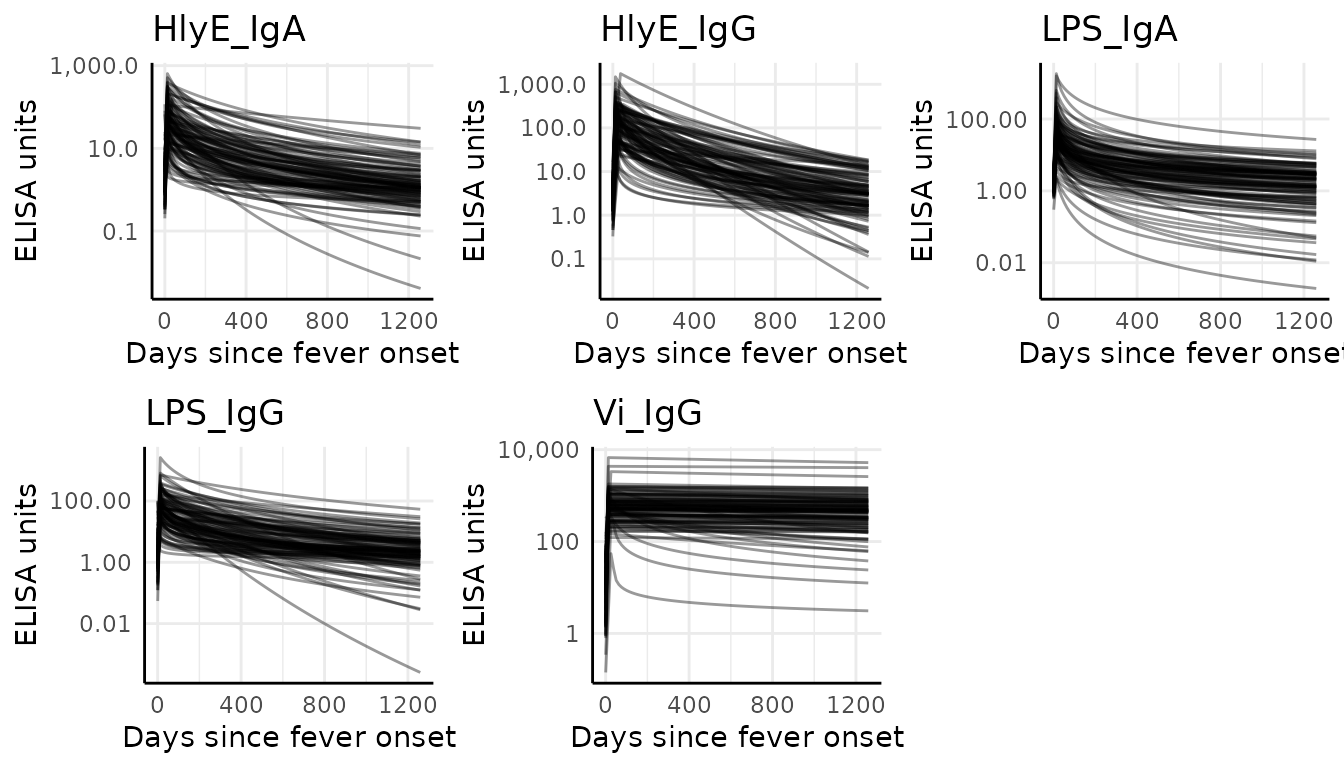 HlyE_IgA
1,000.0
10.0
0.1
ELISA units
0 400 800 1200
Days since fever onset
HlyE_IgG
1,000.0
100.0
10.0
1.0
0.1
ELISA units
0 400 800 1200
Days since fever onset
LPS_IgA
100.00
1.00
0.01
ELISA units
0 400 800 1200
Days since fever onset
LPS_IgG
100.00
1.00
0.01
ELISA units
0 400 800 1200
Days since fever onset
Vi_IgG
10,000
100
1
ELISA units
0 400 800 1200
Days since fever onset